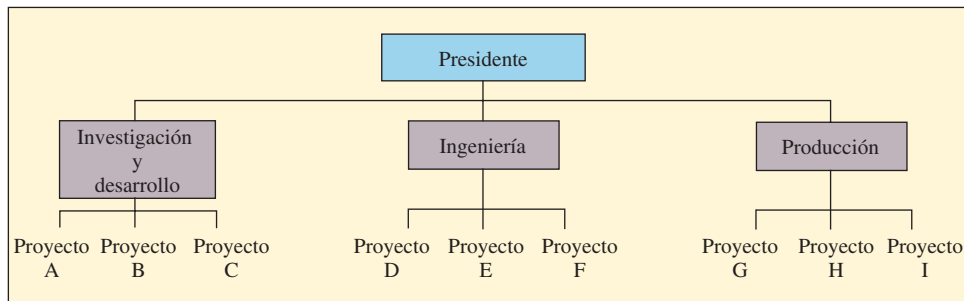 Presidente
Investigación
y
desarrollo
Ingeniería
Producción
Proyecto
A
Proyecto
B
Proyecto
C
Proyecto
D
Proyecto
E
Proyecto
F
Proyecto
G
Proyecto
H
Proyecto
I